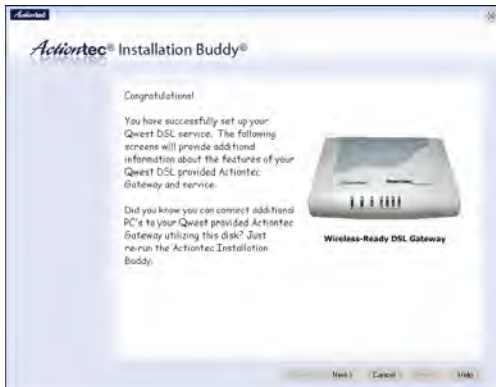 Actiontec
Actiontec® Installation Buddy®
Congratulations!
You have successfully set up your
Qwest DSL service. The following
screens will provide additional
information about the features of your
Qwest DSL provided Actiontec
Gateway and service.
Did you know you can connect additional
PC's to your Qwest provided Actiontec
Gateway utilizing this disk? Just
re-run the Actiontec Installation
Buddy.
Wireless-Ready DSL Gateway
Next Cancel Help